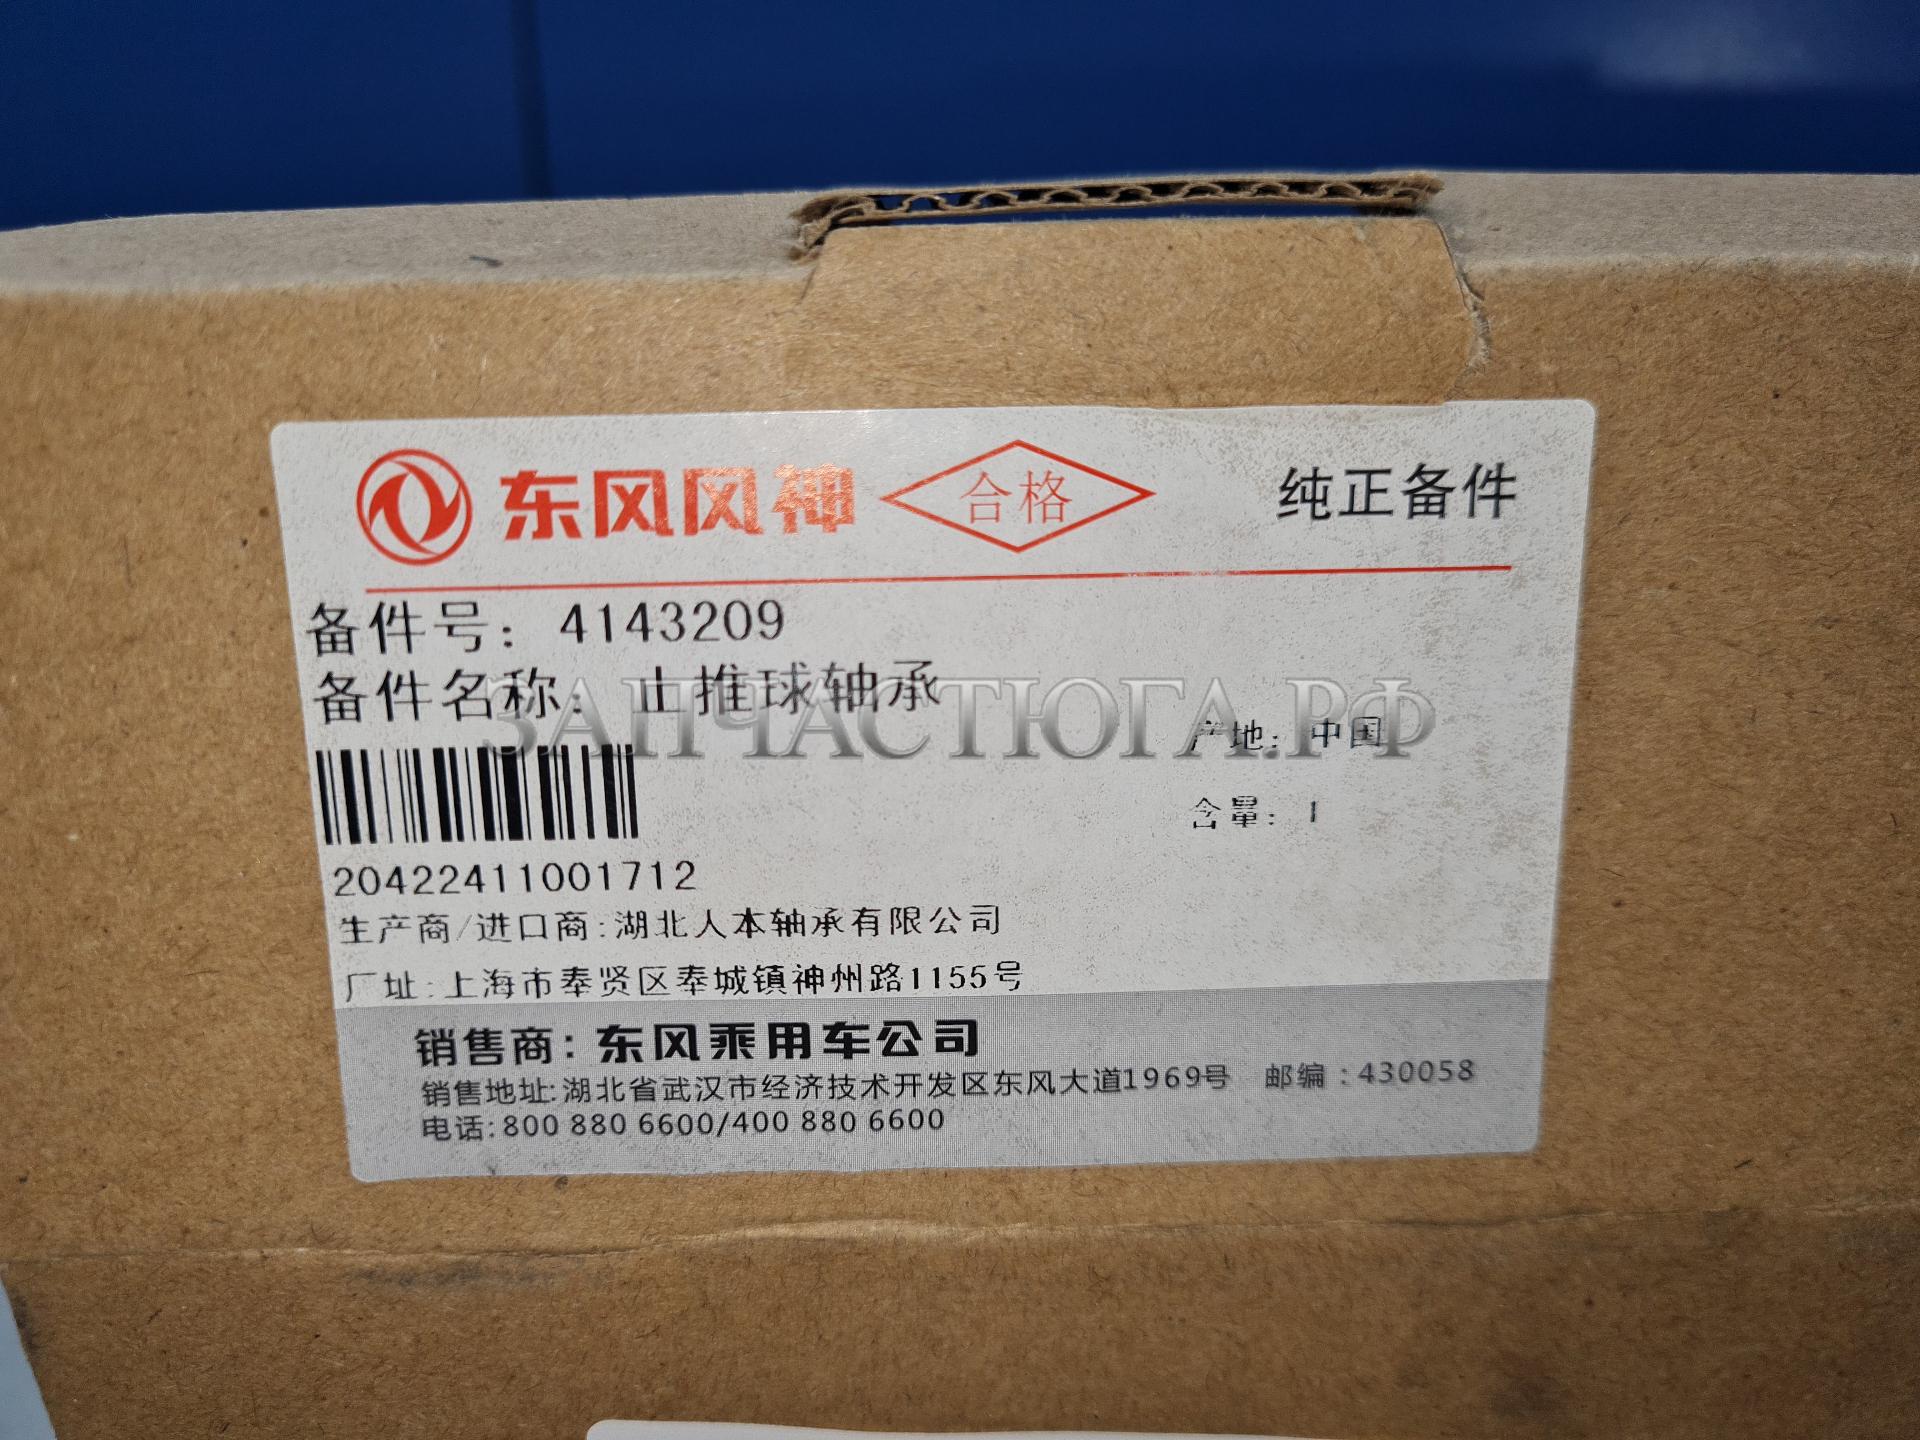 东风风神 合格 纯正备件
备件号: 4143209
备件名称: 止推球轴承
ЗАПЧАСТЮГА.РФ
产地: 中国
含量: 1
20422411001712
生产商/进口商:湖北人本轴承有限公司
厂址:上海市奉贤区奉城镇神州路1155号
销售商: 东风乘用车公司
销售地址:湖北省武汉市经济技术开发区东风大道1969号 邮编:430058
电话:800 880 6600/400 880 6600